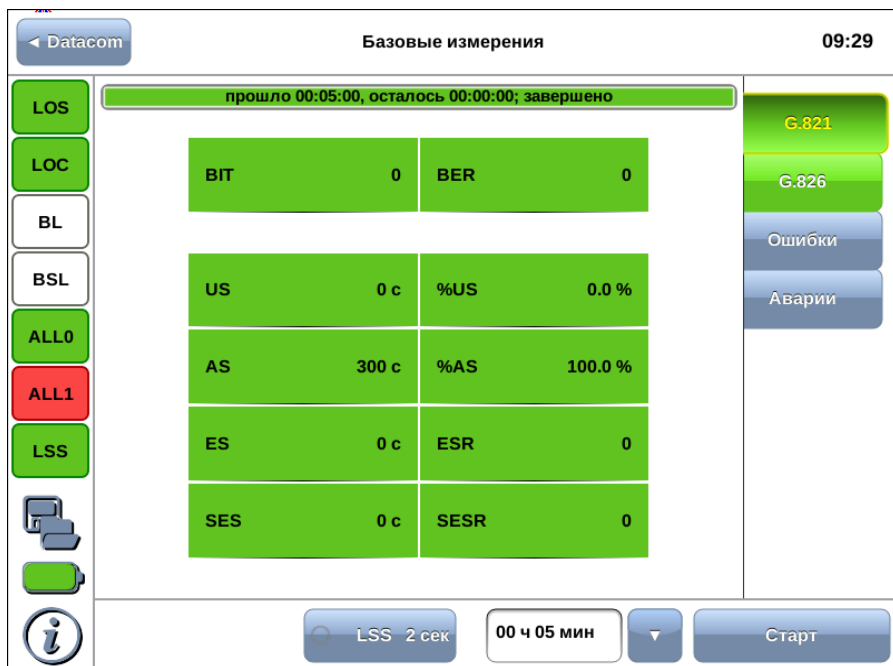 ◄ Datacom
Базовые измерения
09:29
LOS
LOC
BL
BSL
ALL0
ALL1
LSS
прошло 00:05:00, осталось 00:00:00; завершено
BIT 0 BER 0
US 0 с %US 0.0 %
AS 300 с %AS 100.0 %
ES 0 с ESR 0
SES 0 с SESR 0
G.821
G.826
Ошибки
Аварии
i
LSS 2 сек
00 ч 05 мин
▼
Старт